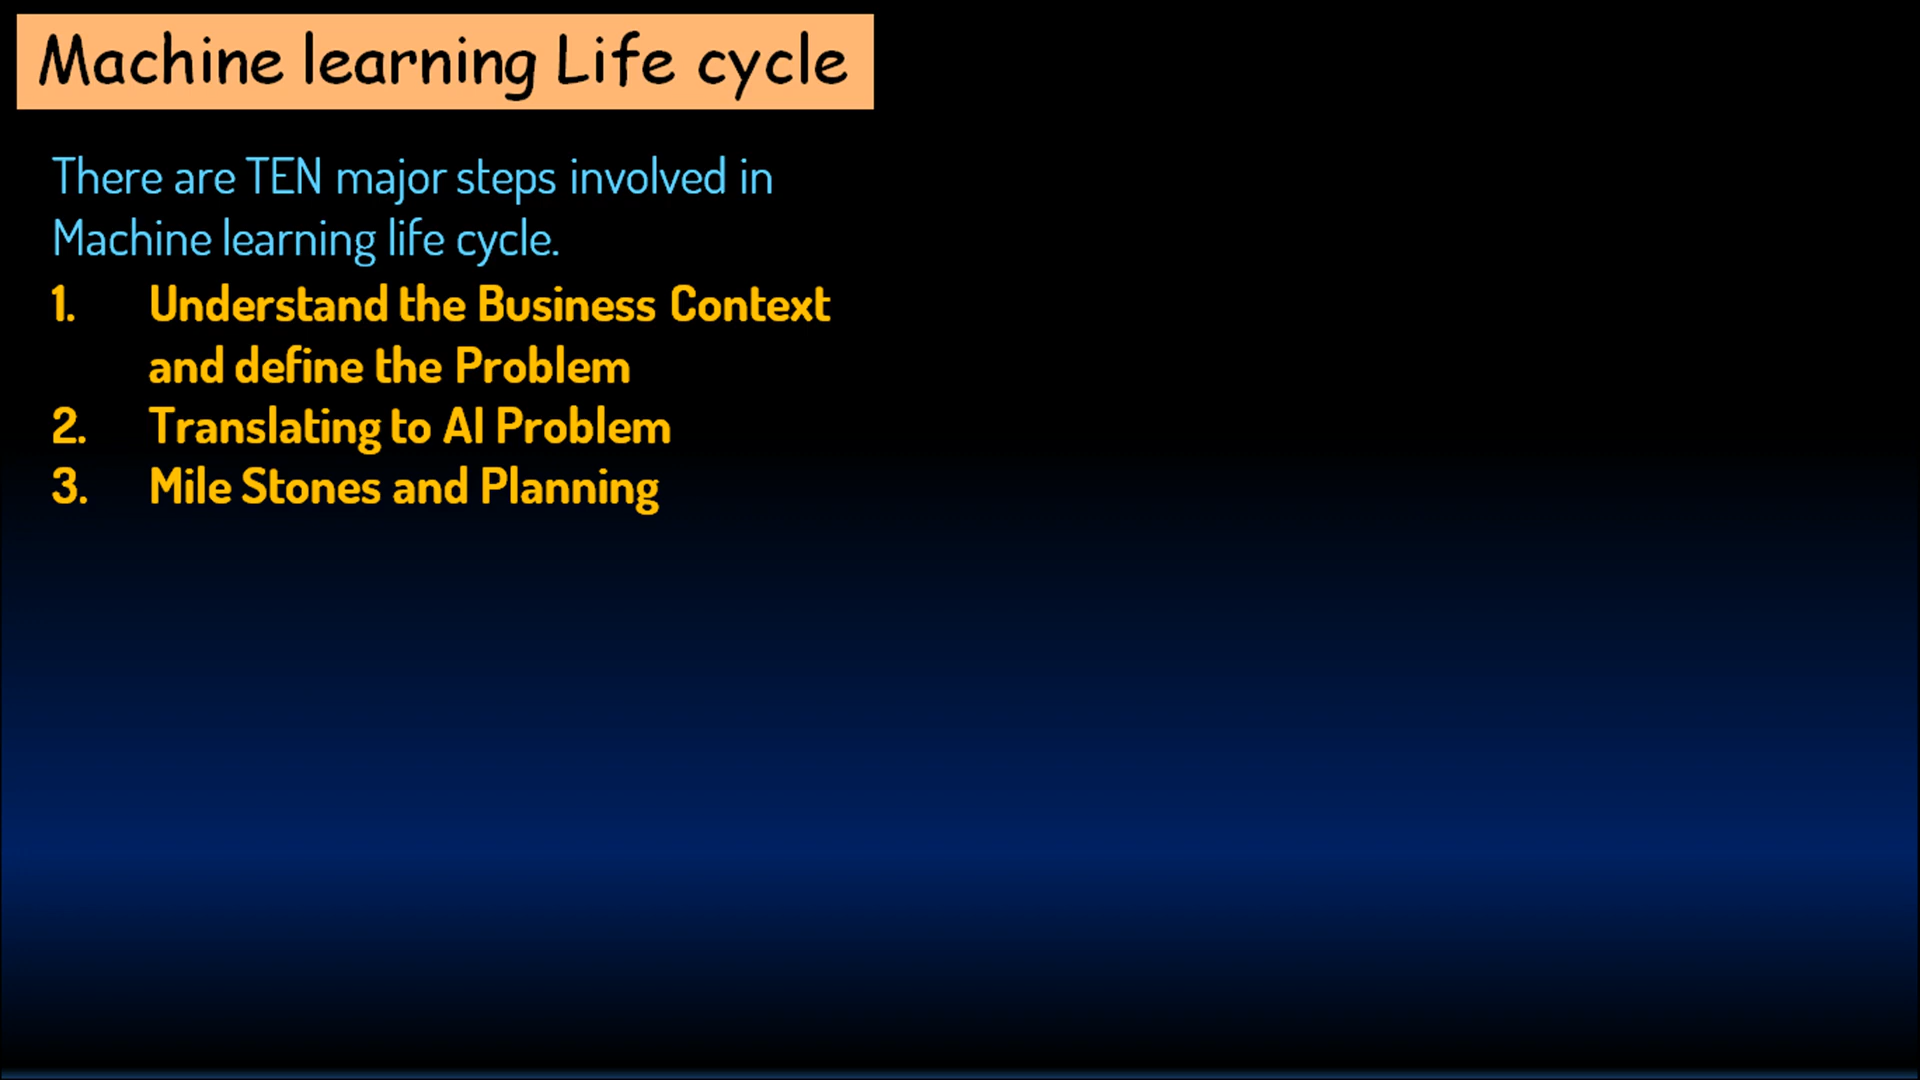 Machine learning Life cycle
There are TEN major steps involved in
Machine learning life cycle.
1. Understand the Business Context
and define the Problem
2. Translating to AI Problem
3. Mile Stones and Planning